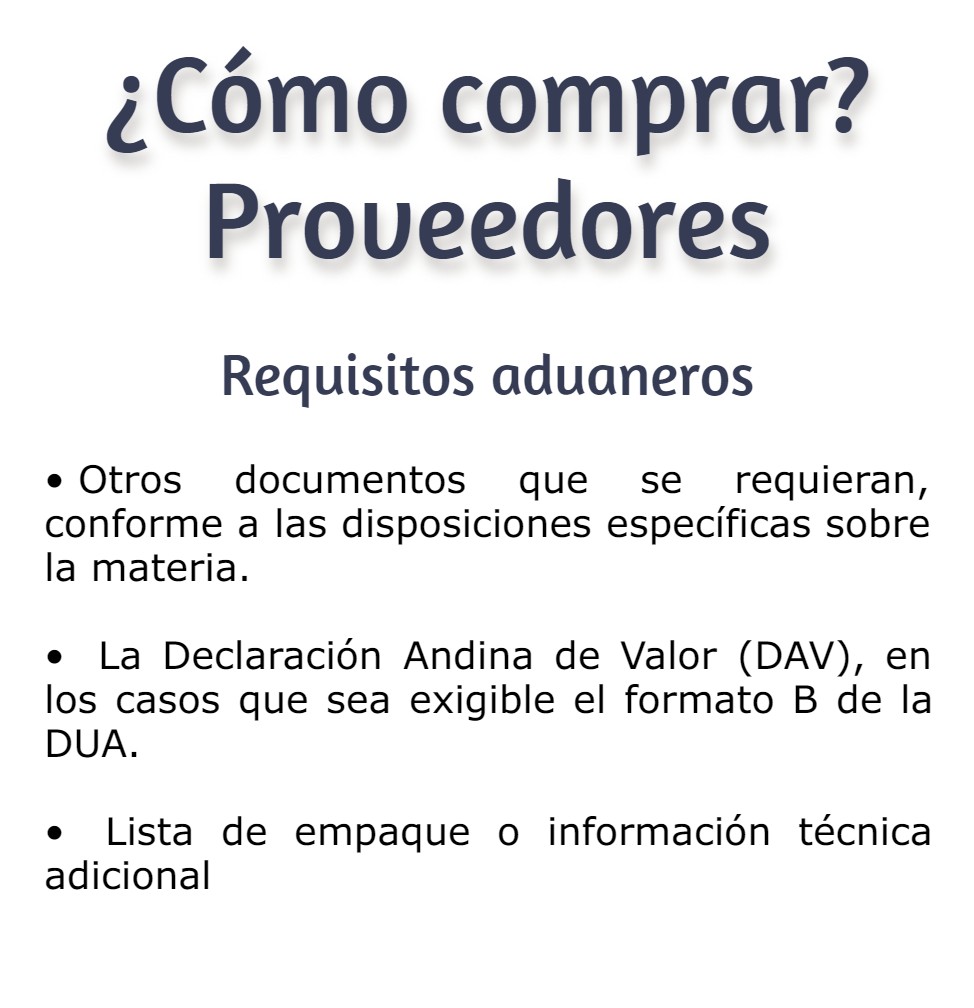 ¿Cómo comprar?
Proveedores
Requisitos aduaneros
• Otros documentos que se requieran,
conforme a las disposiciones específicas sobre
la materia.
• La Declaración Andina de Valor (DAV), en
los casos que sea exigible el formato B de la
DUA.
• Lista de empaque o información técnica
adicional